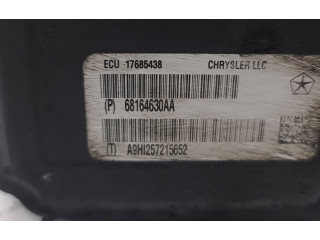 ECU 17685438 CHRYSLER LLC
(P) 68164630AA
(T) A9HI257215652